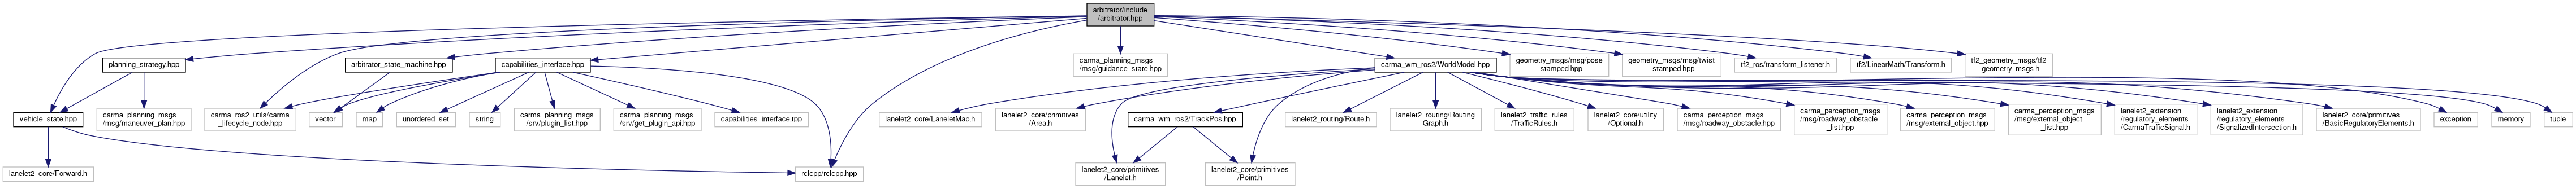 arbitrator/include
/arbitrator.hpp
planning_strategy.hpp
arbitrator_state_machine.hpp
capabilities_interface.hpp
carma_planning_msgs
/msg/guidance_state.hpp
carma_wm_ros2/WorldModel.hpp
geometry_msgs/msg/pose
_stamped.hpp
geometry_msgs/msg/twist
_stamped.hpp
tf2_ros/transform_listener.h
tf2/LinearMath/Transform.h
tf2_geometry_msgs/tf2
_geometry_msgs.h
vehicle_state.hpp
carma_planning_msgs
/msg/maneuver_plan.hpp
carma_ros2_utils/carma
_lifecycle_node.hpp
vector
map
unordered_set
string
carma_planning_msgs
/srv/plugin_list.hpp
carma_planning_msgs
/srv/get_plugin_api.hpp
capabilities_interface.tpp
lanelet2_core/LaneletMap.h
lanelet2_core/primitives
/Area.h
carma_wm_ros2/TrackPos.hpp
lanelet2_routing/Route.h
lanelet2_routing/Routing
Graph.h
lanelet2_traffic_rules
/TrafficRules.h
lanelet2_core/utility
/Optional.h
carma_perception_msgs
/msg/roadway_obstacle.hpp
carma_perception_msgs
/msg/roadway_obstacle
_list.hpp
carma_perception_msgs
/msg/external_object.hpp
carma_perception_msgs
/msg/external_object
_list.hpp
lanelet2_extension
/regulatory_elements
/CarmaTrafficSignal.h
lanelet2_extension
/regulatory_elements
/SignalizedIntersection.h
lanelet2_core/primitives
/BasicRegulatoryElements.h
exception
memory
tuple
lanelet2_core/Forward.h
rclcpp/rclcpp.hpp
lanelet2_core/primitives
/Lanelet.h
lanelet2_core/primitives
/Point.h